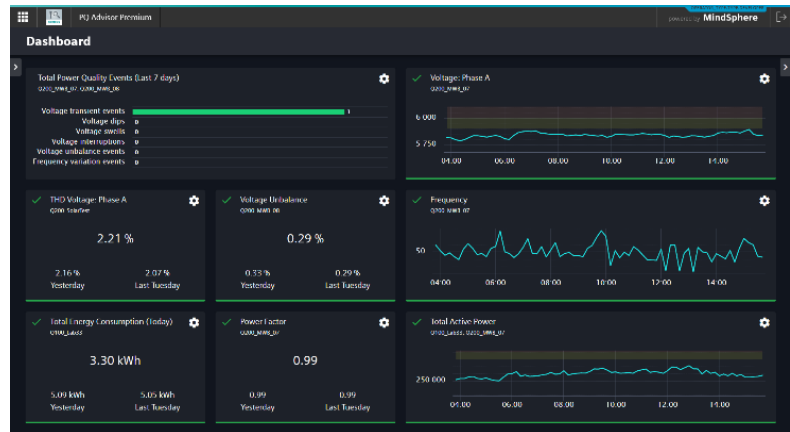 PQ Advisor Premium
powered by MindSphere
Dashboard
Total Power Quality Events (Last 7 days)
Voltage transient events 1
Voltage dips 0
Voltage swells 0
Voltage interruptions 0
Voltage unbalance events 0
Frequency variation events 0
Voltage: Phase A
Q200_MWB_07
6 000
5 750
04:00 06:00 08:00 10:00 12:00 14:00
THD Voltage: Phase A
2.21 %
2.16 % 2.07 %
Yesterday Last Tuesday
Voltage Unbalance
Q200_MWB_08
0.29 %
0.33 % 0.29 %
Yesterday Last Tuesday
Frequency
Q200_MWB_07
50
04:00 06:00 08:00 10:00 12:00 14:00
Total Energy Consumption (Today)
3.30 kWh
5.09 kWh 5.05 kWh
Yesterday Last Tuesday
Power Factor
Q200_MWB_07
0.99
0.99 0.99
Yesterday Last Tuesday
Total Active Power
250 000
04:00 06:00 08:00 10:00 12:00 14:00